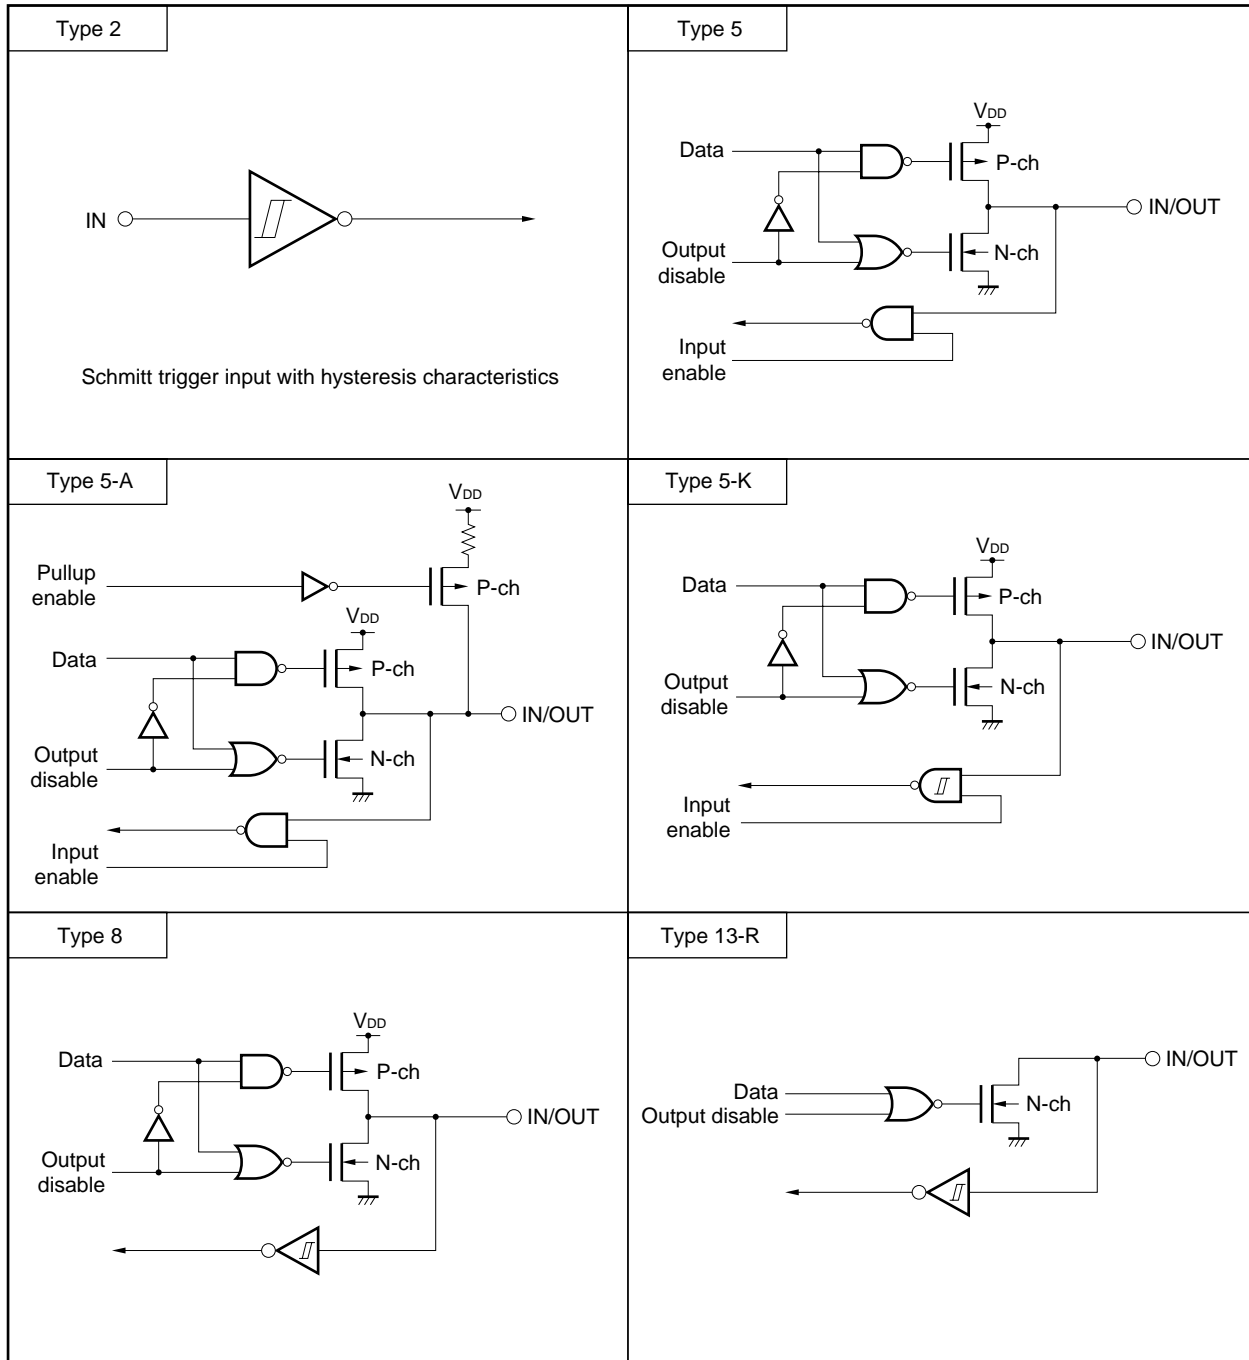 Type 2
IN
Schmitt trigger input with hysteresis characteristics
Type 5
VDD
Data
P-ch
IN/OUT
Output
disable
N-ch
Input
enable
Type 5-A
VDD
Pullup
enable
P-ch
VDD
Data
P-ch
IN/OUT
Output
disable
N-ch
Input
enable
Type 5-K
VDD
Data
P-ch
IN/OUT
Output
disable
N-ch
Input
enable
Type 8
VDD
Data
P-ch
IN/OUT
Output
disable
N-ch
Type 13-R
IN/OUT
Data
Output disable
N-ch